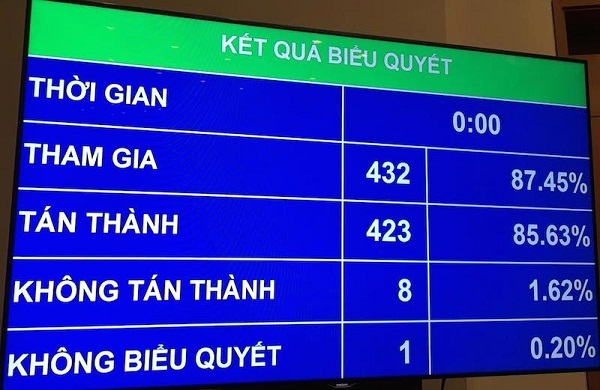 KẾT QUẢ BIỂU QUYẾT
THỜI GIAN 0:00
THAM GIA 432 87.45%
TÁN THÀNH 423 85.63%
KHÔNG TÁN THÀNH 8 1.62%
KHÔNG BIỂU QUYẾT 1 0.20%